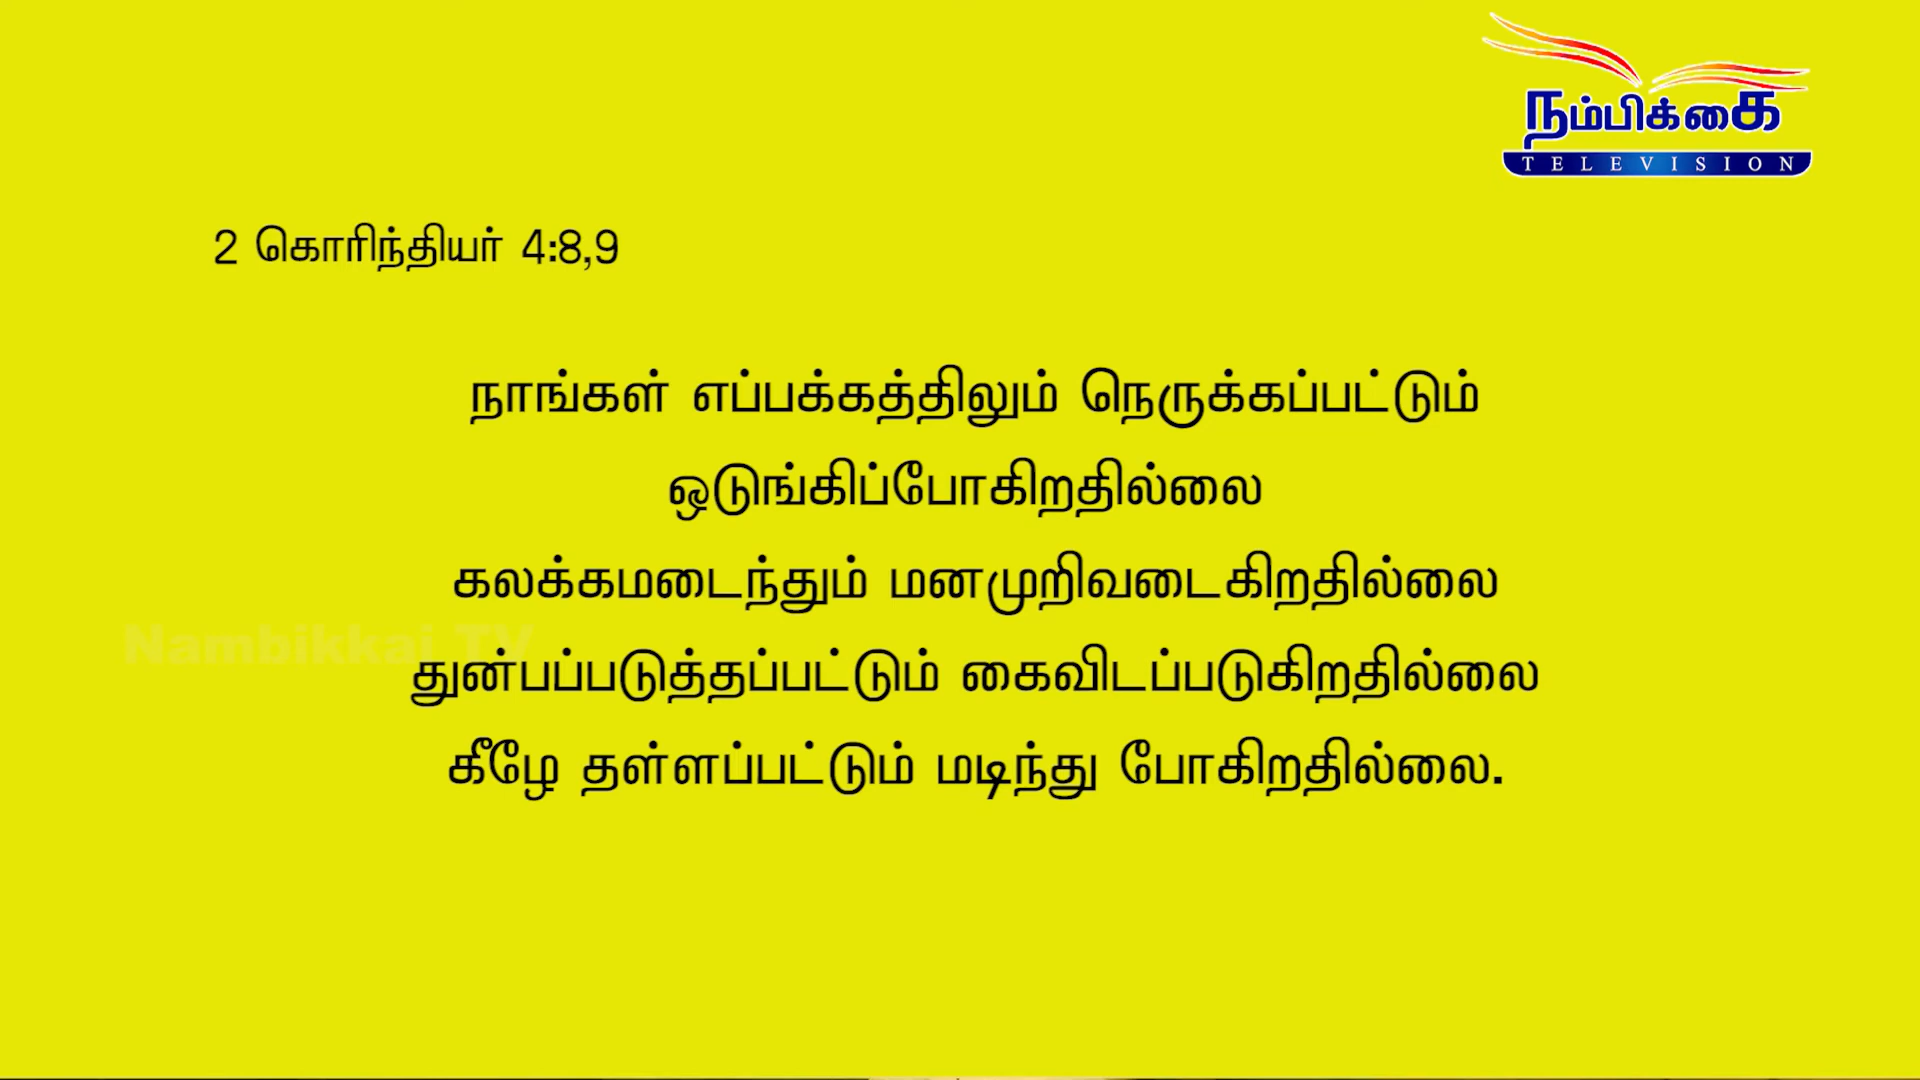 நம்பிக்கை
TELEVISION
2 கொரிந்தியர் 4:8,9
நாங்கள் எப்பக்கத்திலும் நெருக்கப்பட்டும்
ஒடுங்கிப்போகிறதில்லை
கலக்கமடைந்தும் மனமுறிவடைகிறதில்லை
Nambikkai TV
துன்பப்படுத்தப்பட்டும் கைவிடப்படுகிறதில்லை
கீழே தள்ளப்பட்டும் மடிந்து போகிறதில்லை.